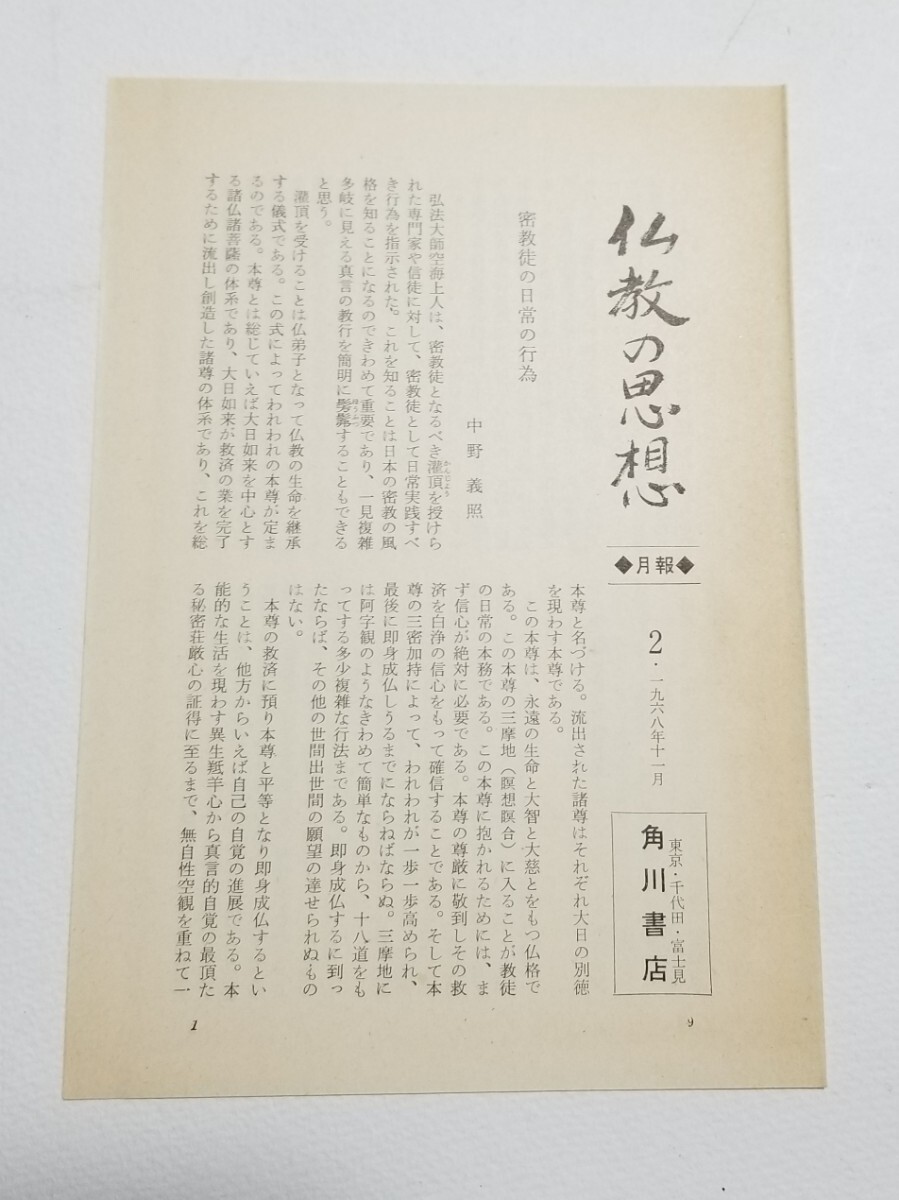 仏教の思想
◆月報◆
2・一九六八年十一月
東京・千代田・富士見
角川書店
密教徒の日常の行為
中野義照
弘法大師空海上人は、密教徒となるべき灌頂を授けら
かんじよう
れた専門家や信徒に対して、密教徒として日常実践すべ
き行為を指示された。これを知ることは日本の密教の風
格を知ることになるのできわめて重要であり、一見複雑
多岐に見える真言の教行を簡明に髣髴することもできる
ほうふつ
と思う。
灌頂を受けることは仏弟子となって仏教の生命を継承
する儀式である。この式によってわれわれの本尊が定ま
るのである。本尊とは総じていえば大日如来を中心とす
る諸仏諸菩薩の体系であり、大日如来が救済の業を完了
するために流出し創造した諸尊の体系であり、これを総
本尊と名づける。流出された諸尊はそれぞれ大日の別徳
を現わす本尊である。
この本尊は、永遠の生命と大智と大慈とをもつ仏格で
ある。この本尊の三摩地（瞑想瞑合）に入ることが教徒
の日常の本務である。この本尊に抱かれるためには、ま
ず信心が絶対に必要である。本尊の尊厳に敬到しその救
済を白浄の信心をもって確信することである。そして本
尊の三密加持によって、われわれが一歩一歩高められ、
最後に即身成仏しうるまでにならねばならぬ。三摩地に
は阿字観のようなきわめて簡単なものから、十八道をも
ってする多少複雑な行法まである。即身成仏するに到っ
たならば、その他の世間出世間の願望の達せられぬもの
はない。
本尊の救済に預り本尊と平等となり即身成仏するとい
うことは、他方からいえば自己の自覚の進展である。本
能的な生活を現わす異生羝羊心から真言的自覚の最頂た
る秘密荘厳心の証得に至るまで、無自性空観を重ねて一
9
1